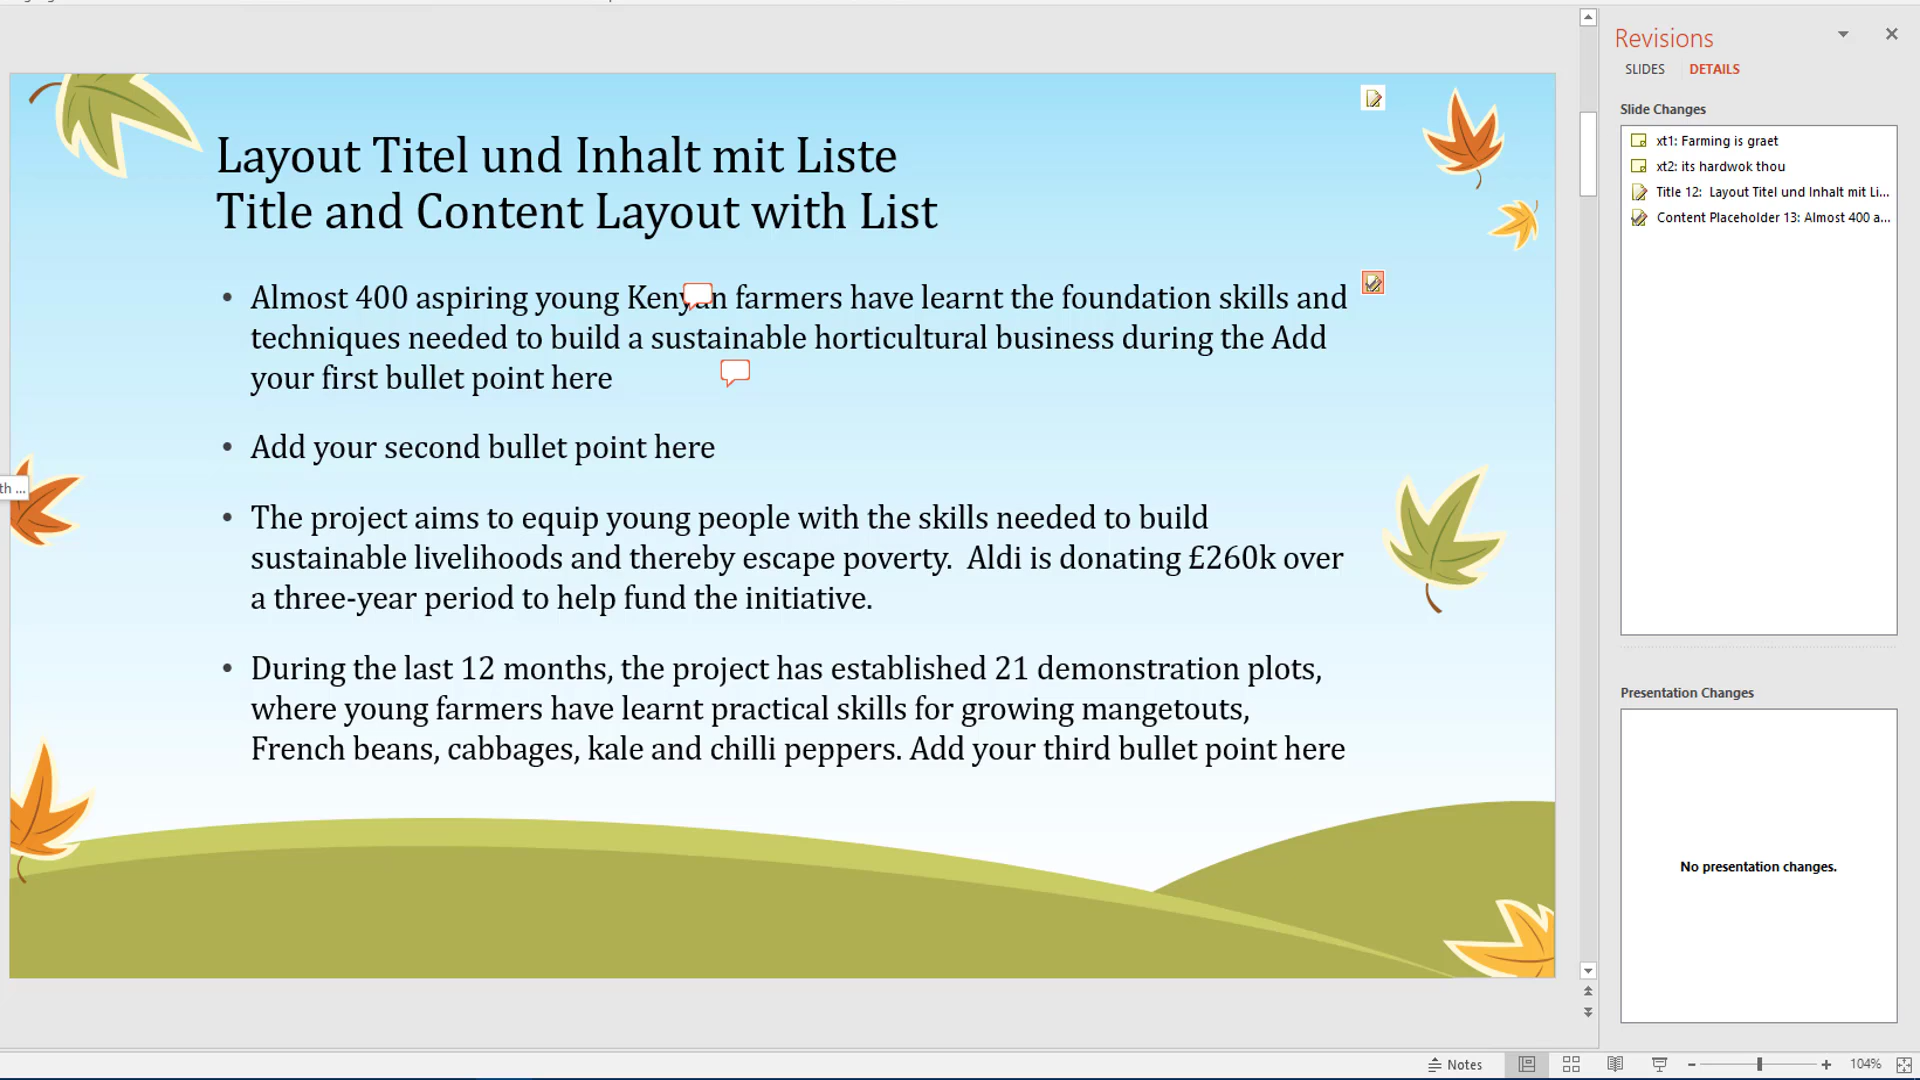 Layout Titel und Inhalt mit Liste
Title and Content Layout with List
• Almost 400 aspiring young Kenyan farmers have learnt the foundation skills and
techniques needed to build a sustainable horticultural business during the Add
your first bullet point here
• Add your second bullet point here
• The project aims to equip young people with the skills needed to build
sustainable livelihoods and thereby escape poverty.  Aldi is donating £260k over
a three-year period to help fund the initiative.
• During the last 12 months, the project has established 21 demonstration plots,
where young farmers have learnt practical skills for growing mangetouts,
French beans, cabbages, kale and chilli peppers. Add your third bullet point here
th ...
Revisions
SLIDES DETAILS
Slide Changes
xt1: Farming is graet
xt2: its hardwok thou
Title 12:  Layout Titel und Inhalt mit Li...
Content Placeholder 13: Almost 400 a...
Presentation Changes
No presentation changes.
Notes
104%